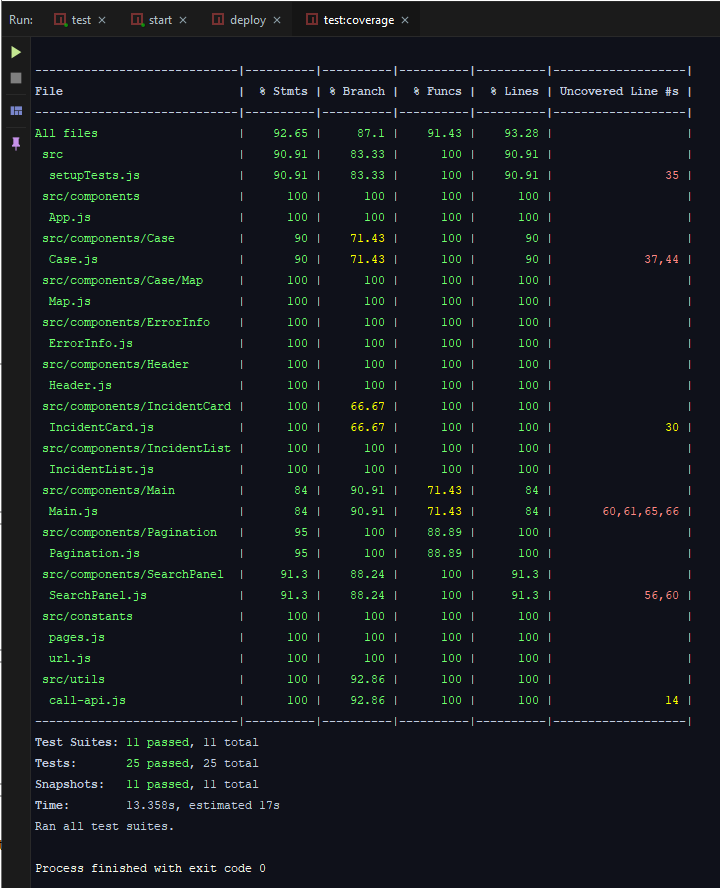 Run: test × start × deploy × test:coverage ×
-----------------------------|----------|----------|----------|----------|-------------------|
File                         |  % Stmts | % Branch |  % Funcs |  % Lines | Uncovered Line #s |
-----------------------------|----------|----------|----------|----------|-------------------|
All files                    |    92.65 |     87.1 |    91.43 |    93.28 |                   |
 src                         |    90.91 |    83.33 |      100 |    90.91 |                   |
  setupTests.js              |    90.91 |    83.33 |      100 |    90.91 |                35 |
 src/components              |      100 |      100 |      100 |      100 |                   |
  App.js                     |      100 |      100 |      100 |      100 |                   |
 src/components/Case         |       90 |    71.43 |      100 |       90 |                   |
  Case.js                    |       90 |    71.43 |      100 |       90 |             37,44 |
 src/components/Case/Map     |      100 |      100 |      100 |      100 |                   |
  Map.js                     |      100 |      100 |      100 |      100 |                   |
 src/components/ErrorInfo    |      100 |      100 |      100 |      100 |                   |
  ErrorInfo.js               |      100 |      100 |      100 |      100 |                   |
 src/components/Header       |      100 |      100 |      100 |      100 |                   |
  Header.js                  |      100 |      100 |      100 |      100 |                   |
 src/components/IncidentCard |      100 |    66.67 |      100 |      100 |                   |
  IncidentCard.js            |      100 |    66.67 |      100 |      100 |                30 |
 src/components/IncidentList |      100 |      100 |      100 |      100 |                   |
  IncidentList.js            |      100 |      100 |      100 |      100 |                   |
 src/components/Main         |       84 |    90.91 |    71.43 |       84 |                   |
  Main.js                    |       84 |    90.91 |    71.43 |       84 |       60,61,65,66 |
 src/components/Pagination   |       95 |      100 |    88.89 |      100 |                   |
  Pagination.js              |       95 |      100 |    88.89 |      100 |                   |
 src/components/SearchPanel  |     91.3 |    88.24 |      100 |     91.3 |                   |
  SearchPanel.js             |     91.3 |    88.24 |      100 |     91.3 |             56,60 |
 src/constants               |      100 |      100 |      100 |      100 |                   |
  pages.js                   |      100 |      100 |      100 |      100 |                   |
  url.js                     |      100 |      100 |      100 |      100 |                   |
 src/utils                   |      100 |    92.86 |      100 |      100 |                   |
  call-api.js                |      100 |    92.86 |      100 |      100 |                14 |
-----------------------------|----------|----------|----------|----------|-------------------|
Test Suites: 11 passed, 11 total
Tests:       25 passed, 25 total
Snapshots:   11 passed, 11 total
Time:        13.358s, estimated 17s
Ran all test suites.
Process finished with exit code 0